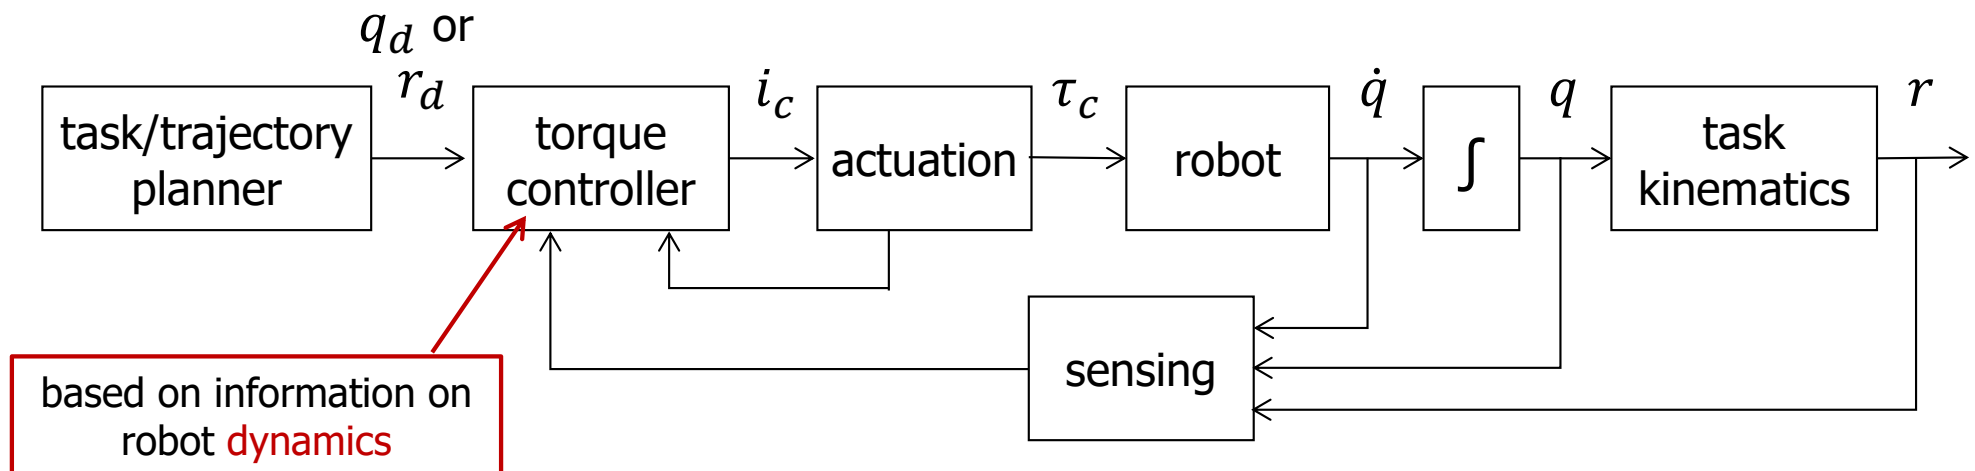 q_d or
r_d
task/trajectory
planner
torque
controller
i_c
actuation
τ_c
robot
q̇
∫
q
task
kinematics
r
sensing
based on information on
robot dynamics